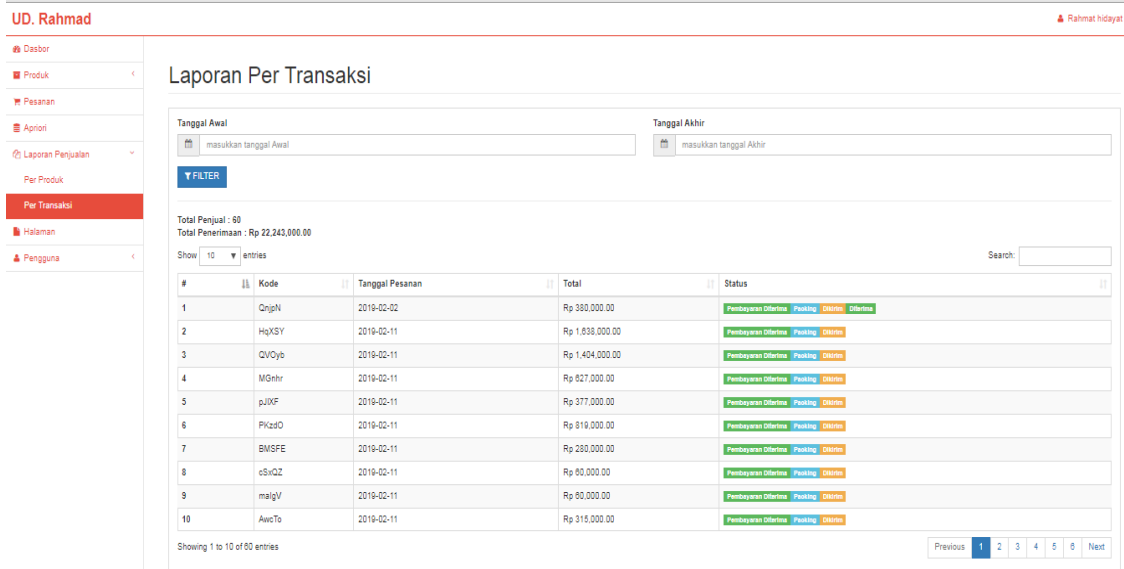 UD. Rahmad
Rahmat hidayat
Dasbor
Produk
Pesanan
Apriori
Laporan Penjualan
Per Produk
Per Transaksi
Halaman
Pengguna
Laporan Per Transaksi
Tanggal Awal Tanggal Akhir
masukkan tanggal Awal masukkan tanggal Akhir
FILTER
Total Penjual : 60
Total Penerimaan : Rp 22,243,000.00
Show 10 entries Search:
# Kode Tanggal Pesanan Total Status
1 QnjpN 2019-02-02 Rp 380,000.00 Pembayaran Diterima Packing Dikirim Diterima
2 HqXSY 2019-02-11 Rp 1,638,000.00 Pembayaran Diterima Packing Dikirim
3 QVOyb 2019-02-11 Rp 1,404,000.00 Pembayaran Diterima Packing Dikirim
4 MGnhr 2019-02-11 Rp 627,000.00 Pembayaran Diterima Packing Dikirim
5 pJIXF 2019-02-11 Rp 377,000.00 Pembayaran Diterima Packing Dikirim
6 PKzdO 2019-02-11 Rp 819,000.00 Pembayaran Diterima Packing Dikirim
7 BMSFE 2019-02-11 Rp 280,000.00 Pembayaran Diterima Packing Dikirim
8 cSxQZ 2019-02-11 Rp 60,000.00 Pembayaran Diterima Packing Dikirim
9 malgV 2019-02-11 Rp 60,000.00 Pembayaran Diterima Packing Dikirim
10 AwcTo 2019-02-11 Rp 315,000.00 Pembayaran Diterima Packing Dikirim
Showing 1 to 10 of 60 entries Previous 1 2 3 4 5 6 Next